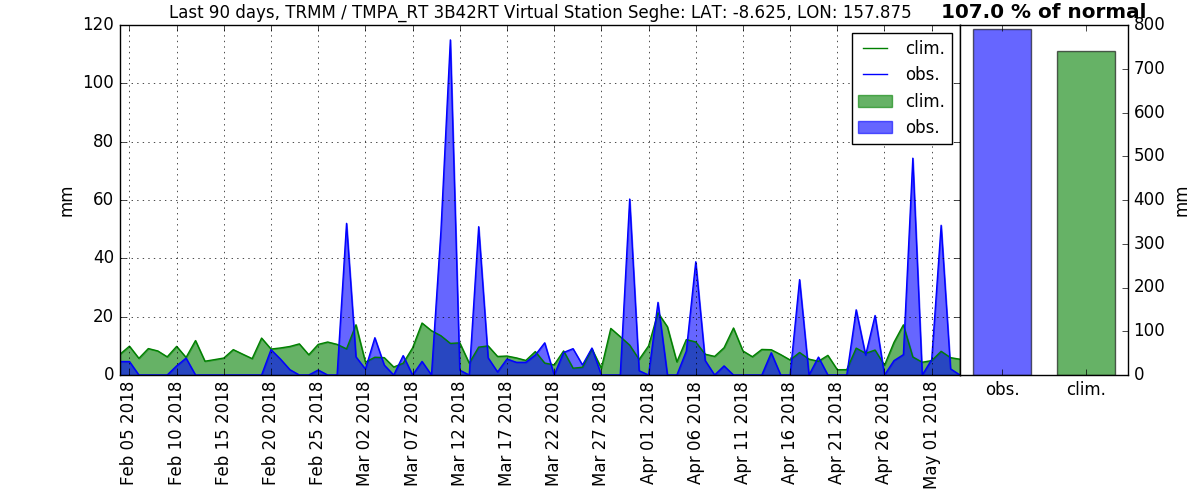 Last 90 days, TRMM / TMPA_RT 3B42RT Virtual Station Seghe: LAT: -8.625, LON: 157.875
107.0 % of normal
120
100
80
60
40
20
0
mm
clim.
obs.
clim.
obs.
800
700
600
500
400
300
200
100
0
mm
obs.
clim.
Feb 05 2018
Feb 10 2018
Feb 15 2018
Feb 20 2018
Feb 25 2018
Mar 02 2018
Mar 07 2018
Mar 12 2018
Mar 17 2018
Mar 22 2018
Mar 27 2018
Apr 01 2018
Apr 06 2018
Apr 11 2018
Apr 16 2018
Apr 21 2018
Apr 26 2018
May 01 2018